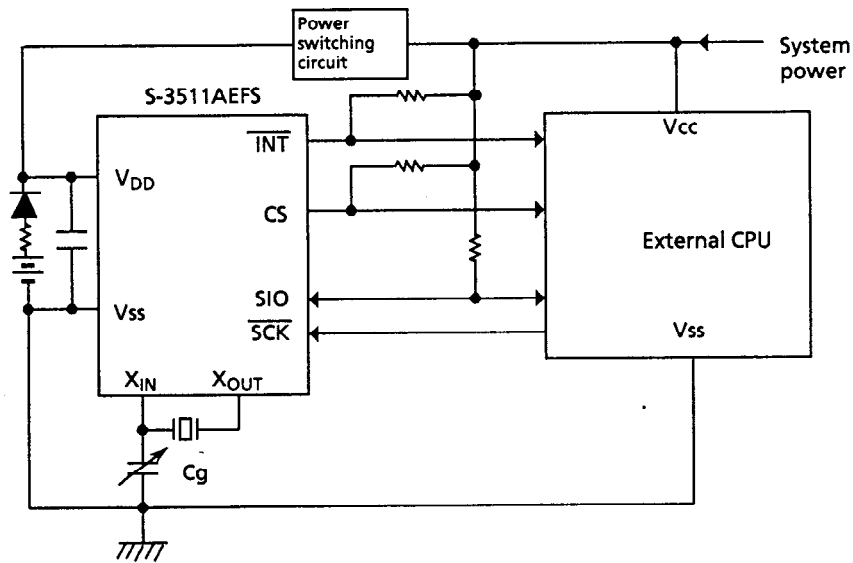 Power
switching
circuit
System
power
S-3511AEFS
INT
Vcc
VDD
CS
External CPU
SIO
Vss
SCK
Vss
XIN
XOUT
Cg